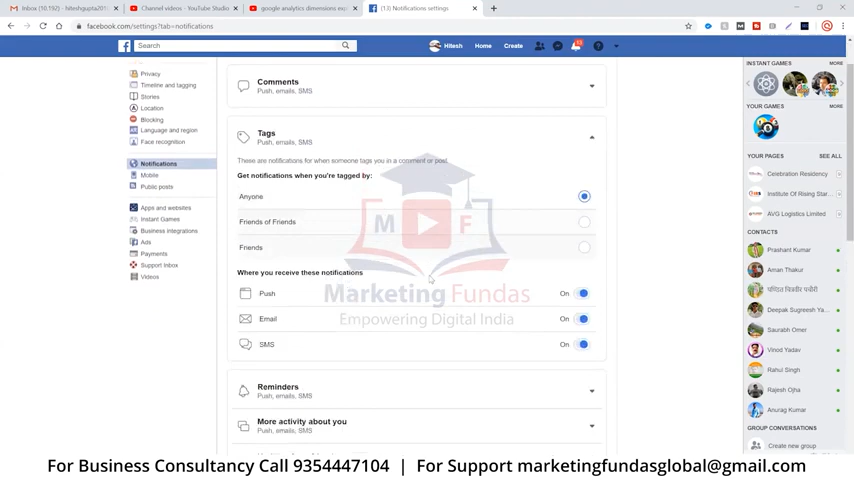 Inbox (10,192) - hiteshgupta201
Channel videos - YouTube Studio
google analytics dimensions exp
(13) Notifications settings
facebook.com/settings?tab=notifications
Search
Hitesh
Home
Create
Privacy
Timeline and tagging
Stories
Location
Blocking
Language and region
Face recognition
Notifications
Mobile
Public posts
Apps and websites
Instant Games
Business integrations
Ads
Payments
Support Inbox
Videos
Comments
Push, emails, SMS
Tags
Push, emails, SMS
These are notifications for when someone tags you in a comment or post.
Get notifications when you're tagged by:
Anyone
Friends of Friends
Friends
Where you receive these notifications
Push On
Email On
SMS On
Reminders
Push, emails, SMS
More activity about you
Push, emails, SMS
M F
Marketing Fundas
Empowering Digital India
INSTANT GAMES MORE
YOUR GAMES MORE
YOUR PAGES SEE ALL
Celebration Residency
Institute Of Rising Star...
AVG Logistics Limited
CONTACTS
Prashant Kumar
Aman Thakur
Deepak Sugreesh Ya...
Saurabh Omer
Vinod Yadav
Rahul Singh
Rajesh Ojha
Anurag Kumar
GROUP CONVERSATIONS
Create new group
For Business Consultancy Call 9354447104 | For Support marketingfundasglobal@gmail.com